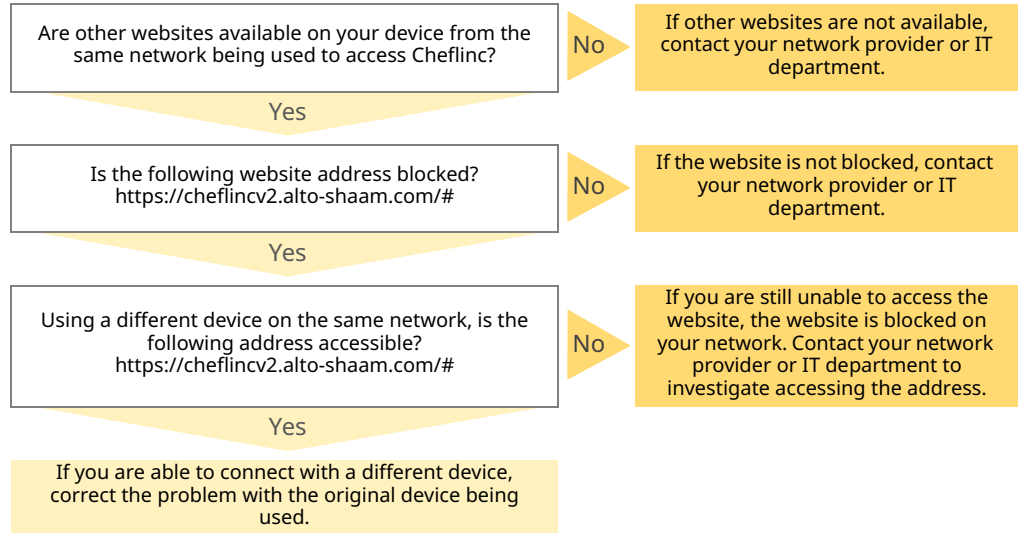 Are other websites available on your device from the
same network being used to access Cheflinc?
No
If other websites are not available,
contact your network provider or IT
department.
Yes
Is the following website address blocked?
https://cheflincv2.alto-shaam.com/#
No
If the website is not blocked, contact
your network provider or IT
department.
Yes
Using a different device on the same network, is the
following address accessible?
https://cheflincv2.alto-shaam.com/#
No
If you are still unable to access the
website, the website is blocked on
your network. Contact your network
provider or IT department to
investigate accessing the address.
Yes
If you are able to connect with a different device,
correct the problem with the original device being
used.